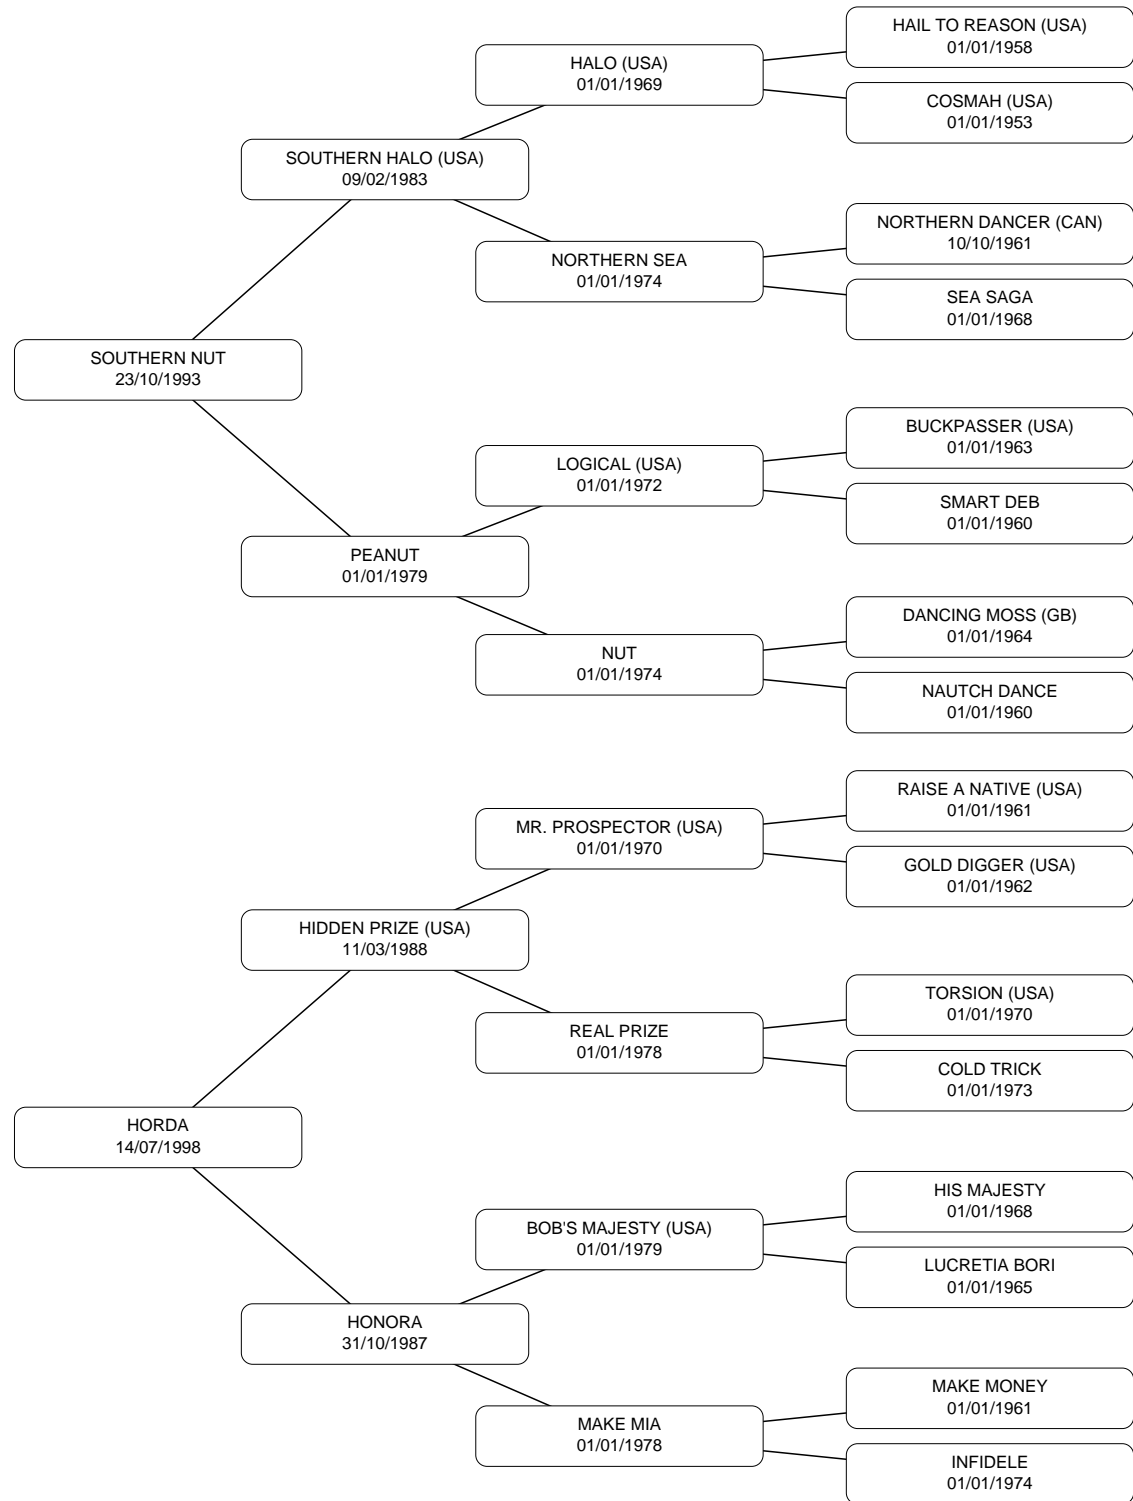 HAIL TO REASON (USA)
01/01/1958
HALO (USA)
01/01/1969
COSMAH (USA)
01/01/1953
SOUTHERN HALO (USA)
09/02/1983
NORTHERN DANCER (CAN)
10/10/1961
NORTHERN SEA
01/01/1974
SEA SAGA
01/01/1968
SOUTHERN NUT
23/10/1993
BUCKPASSER (USA)
01/01/1963
LOGICAL (USA)
01/01/1972
SMART DEB
01/01/1960
PEANUT
01/01/1979
DANCING MOSS (GB)
01/01/1964
NUT
01/01/1974
NAUTCH DANCE
01/01/1960
RAISE A NATIVE (USA)
01/01/1961
MR. PROSPECTOR (USA)
01/01/1970
GOLD DIGGER (USA)
01/01/1962
HIDDEN PRIZE (USA)
11/03/1988
TORSION (USA)
01/01/1970
REAL PRIZE
01/01/1978
COLD TRICK
01/01/1973
HORDA
14/07/1998
HIS MAJESTY
01/01/1968
BOB'S MAJESTY (USA)
01/01/1979
LUCRETIA BORI
01/01/1965
HONORA
31/10/1987
MAKE MONEY
01/01/1961
MAKE MIA
01/01/1978
INFIDELE
01/01/1974